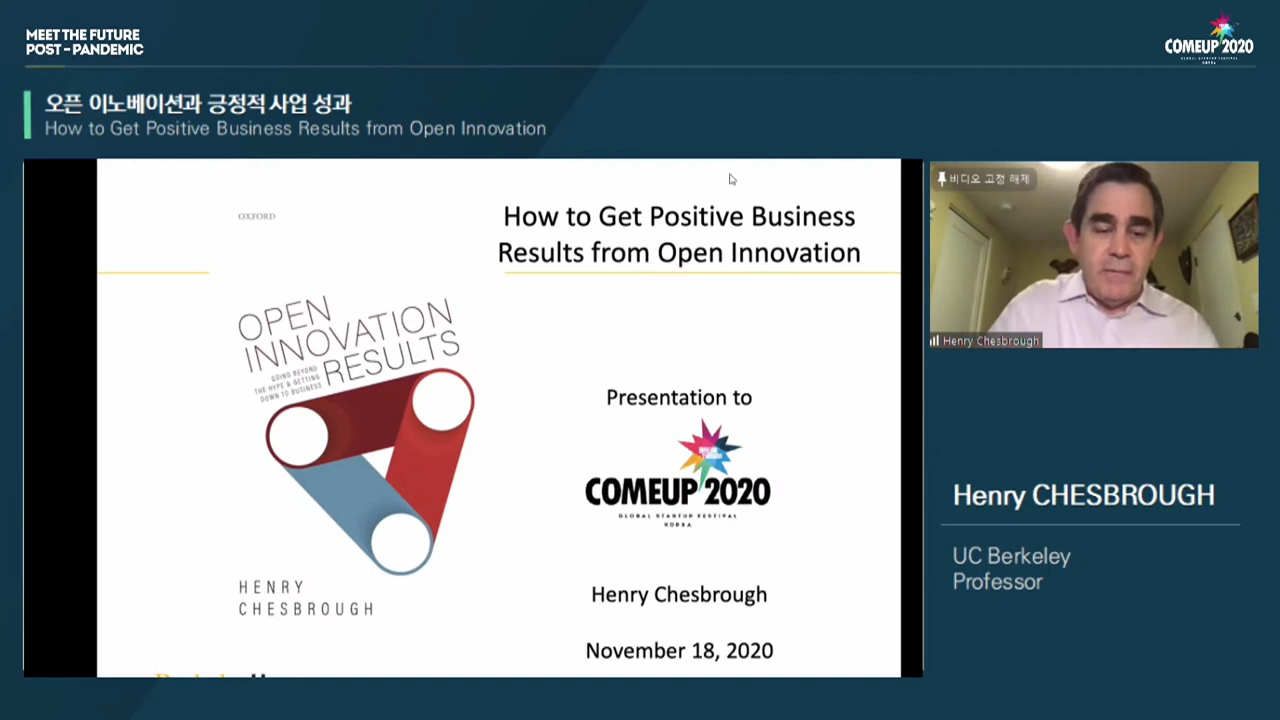 MEET THE FUTURE
POST-PANDEMIC
COMEUP 2020
GLOBAL STARTUP FESTIVAL
KOREA
오픈 이노베이션과 긍정적 사업 성과
How to Get Positive Business Results from Open Innovation
OXFORD
How to Get Positive Business
Results from Open Innovation
OPEN
INNOVATION
RESULTS
GOING BEYOND
THE HYPE & GETTING
DOWN TO BUSINESS
HENRY
CHESBROUGH
Presentation to
COMEUP 2020
GLOBAL STARTUP FESTIVAL
KOREA
Henry Chesbrough
November 18, 2020
비디오 고정 해제
Henry Chesbrough
Henry CHESBROUGH
UC Berkeley
Professor